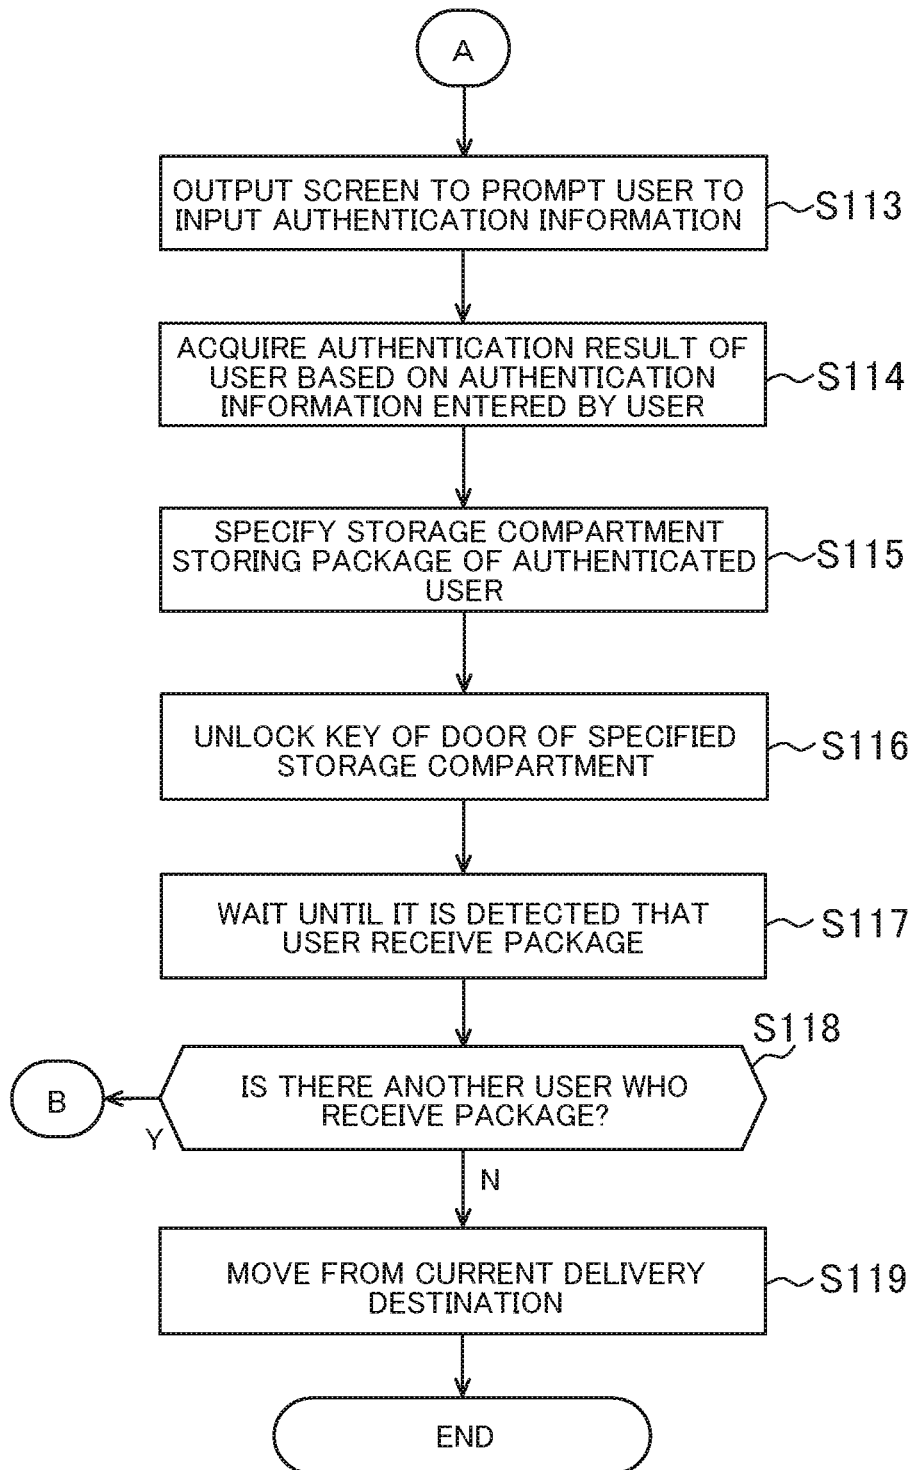 A
OUTPUT SCREEN TO PROMPT USER TO
INPUT AUTHENTICATION INFORMATION
S113
ACQUIRE AUTHENTICATION RESULT OF
USER BASED ON AUTHENTICATION
INFORMATION ENTERED BY USER
S114
SPECIFY STORAGE COMPARTMENT
STORING PACKAGE OF AUTHENTICATED
USER
S115
UNLOCK KEY OF DOOR OF SPECIFIED
STORAGE COMPARTMENT
S116
WAIT UNTIL IT IS DETECTED THAT
USER RECEIVE PACKAGE
S117
S118
IS THERE ANOTHER USER WHO
RECEIVE PACKAGE?
B
Y
N
MOVE FROM CURRENT DELIVERY
DESTINATION
S119
END